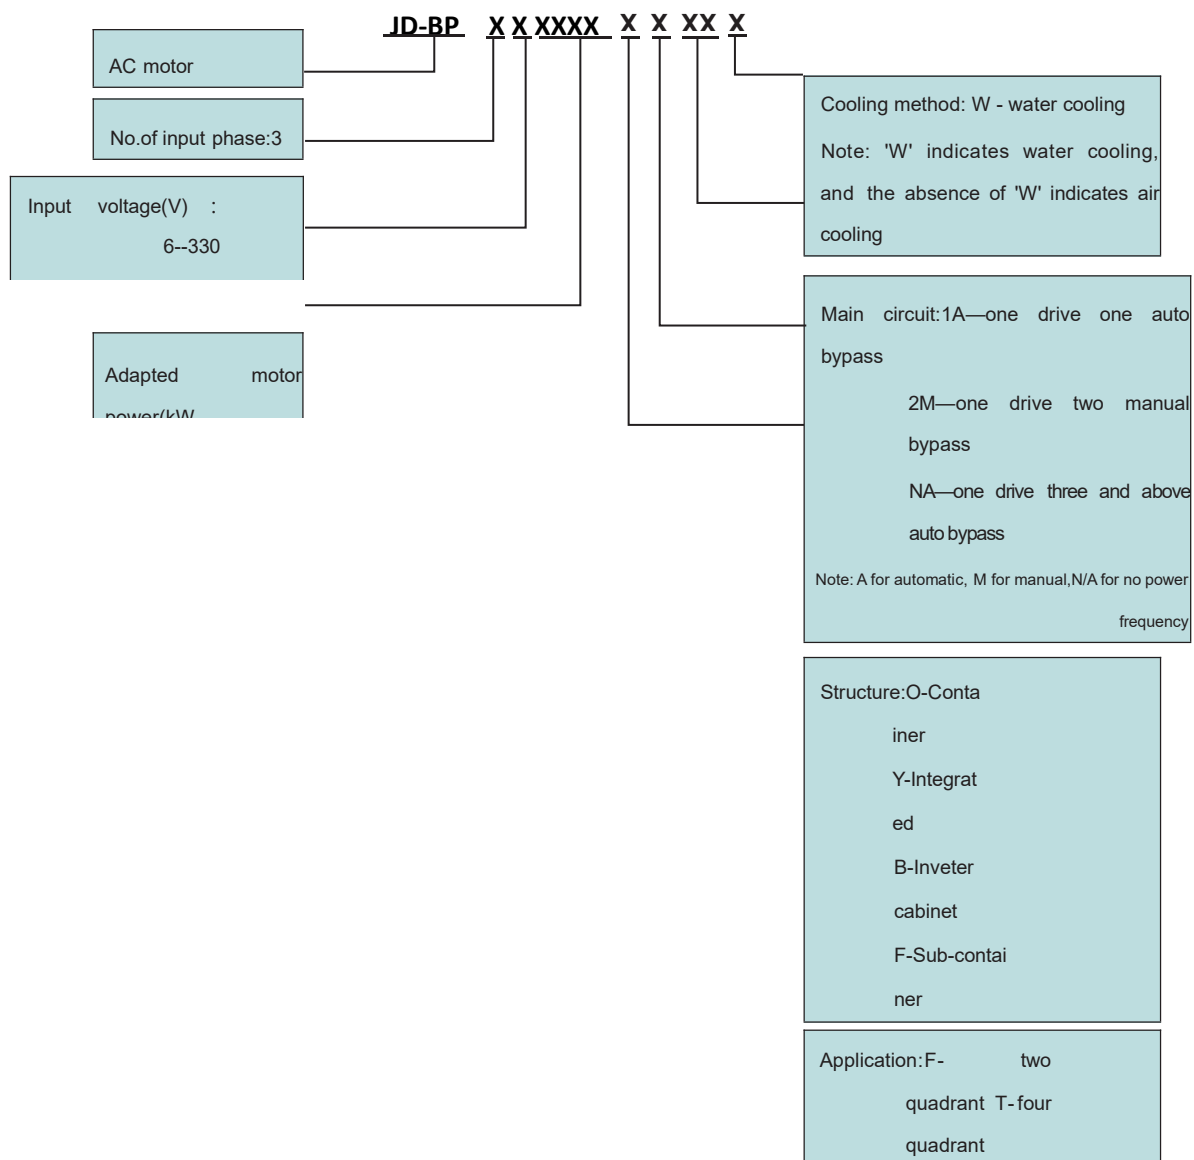 JD-BP X X XXXX X X XX X
AC motor
No.of input phase:3
Input voltage(V) :
6--330
Adapted motor
power(kW
Cooling method: W - water cooling
Note: 'W' indicates water cooling,
and the absence of 'W' indicates air
cooling
Main circuit:1A—one drive one auto
bypass
2M—one drive two manual
bypass
NA—one drive three and above
auto bypass
Note: A for automatic, M for manual,N/A for no power
frequency
Structure:O-Conta
iner
Y-Integrat
ed
B-Inveter
cabinet
F-Sub-contai
ner
Application:F- two
quadrant T-four
quadrant